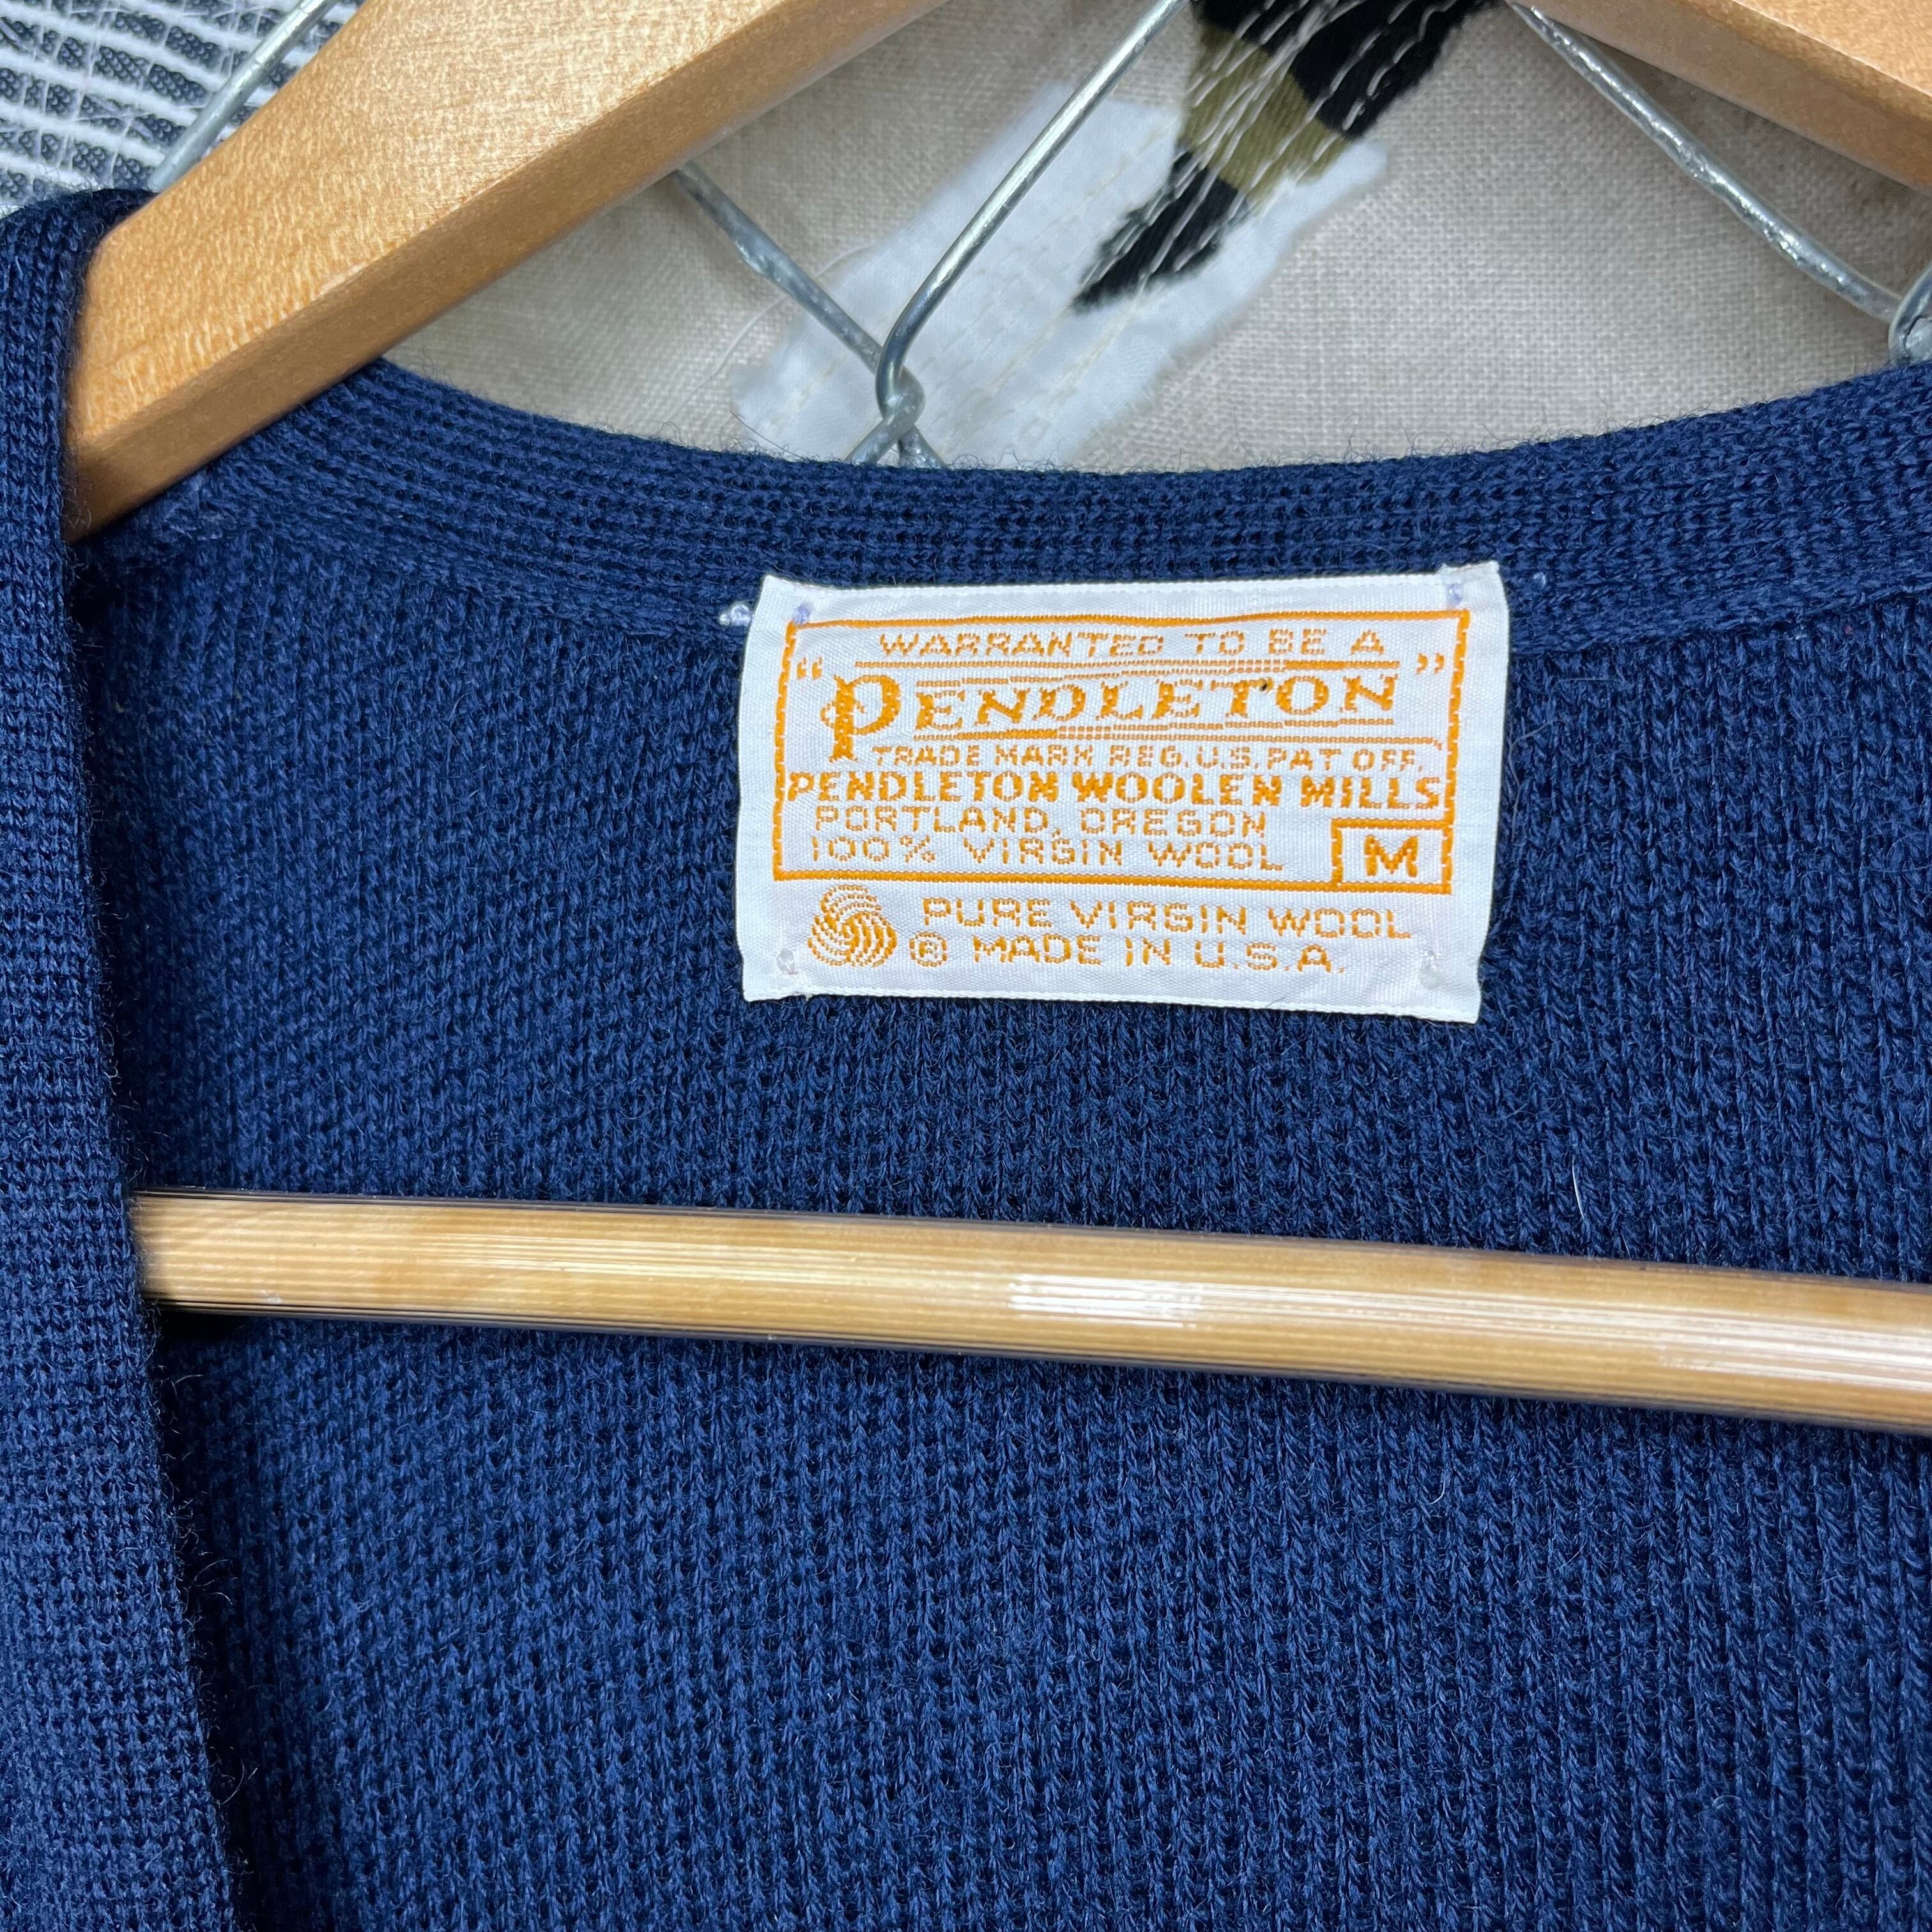 WARRANTED TO BE A
"PENDLETON"
TRADE MARK REG. U.S. PAT OFF.
PENDLETON WOOLEN MILLS
PORTLAND, OREGON
100% VIRGIN WOOL
M
PURE VIRGIN WOOL
® MADE IN U.S.A.